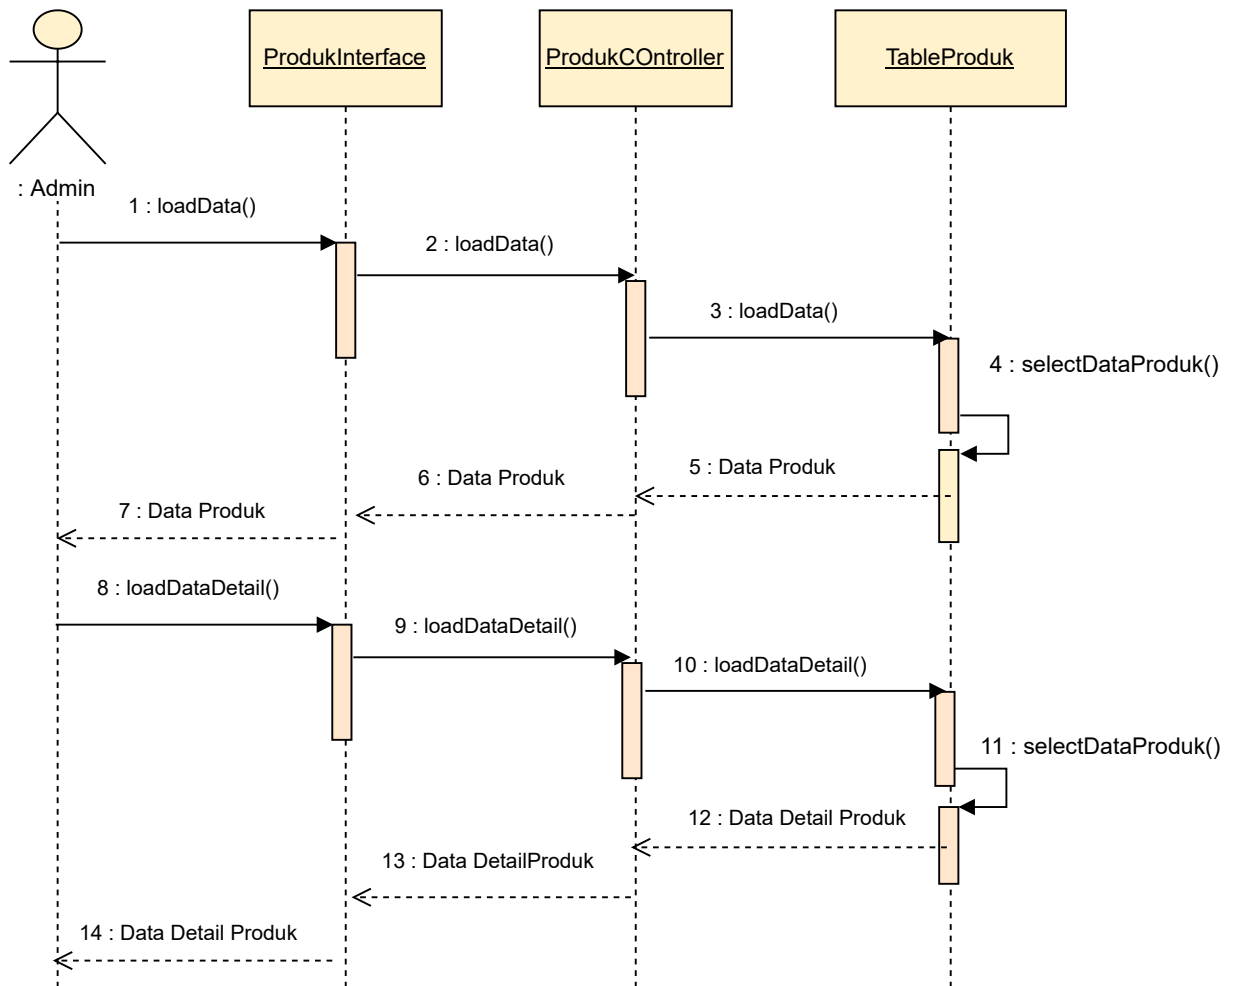 ProdukInterface
ProdukCOntroller
TableProduk
: Admin
1 : loadData()
2 : loadData()
3 : loadData()
4 : selectDataProduk()
5 : Data Produk
6 : Data Produk
7 : Data Produk
8 : loadDataDetail()
9 : loadDataDetail()
10 : loadDataDetail()
11 : selectDataProduk()
12 : Data Detail Produk
13 : Data DetailProduk
14 : Data Detail Produk